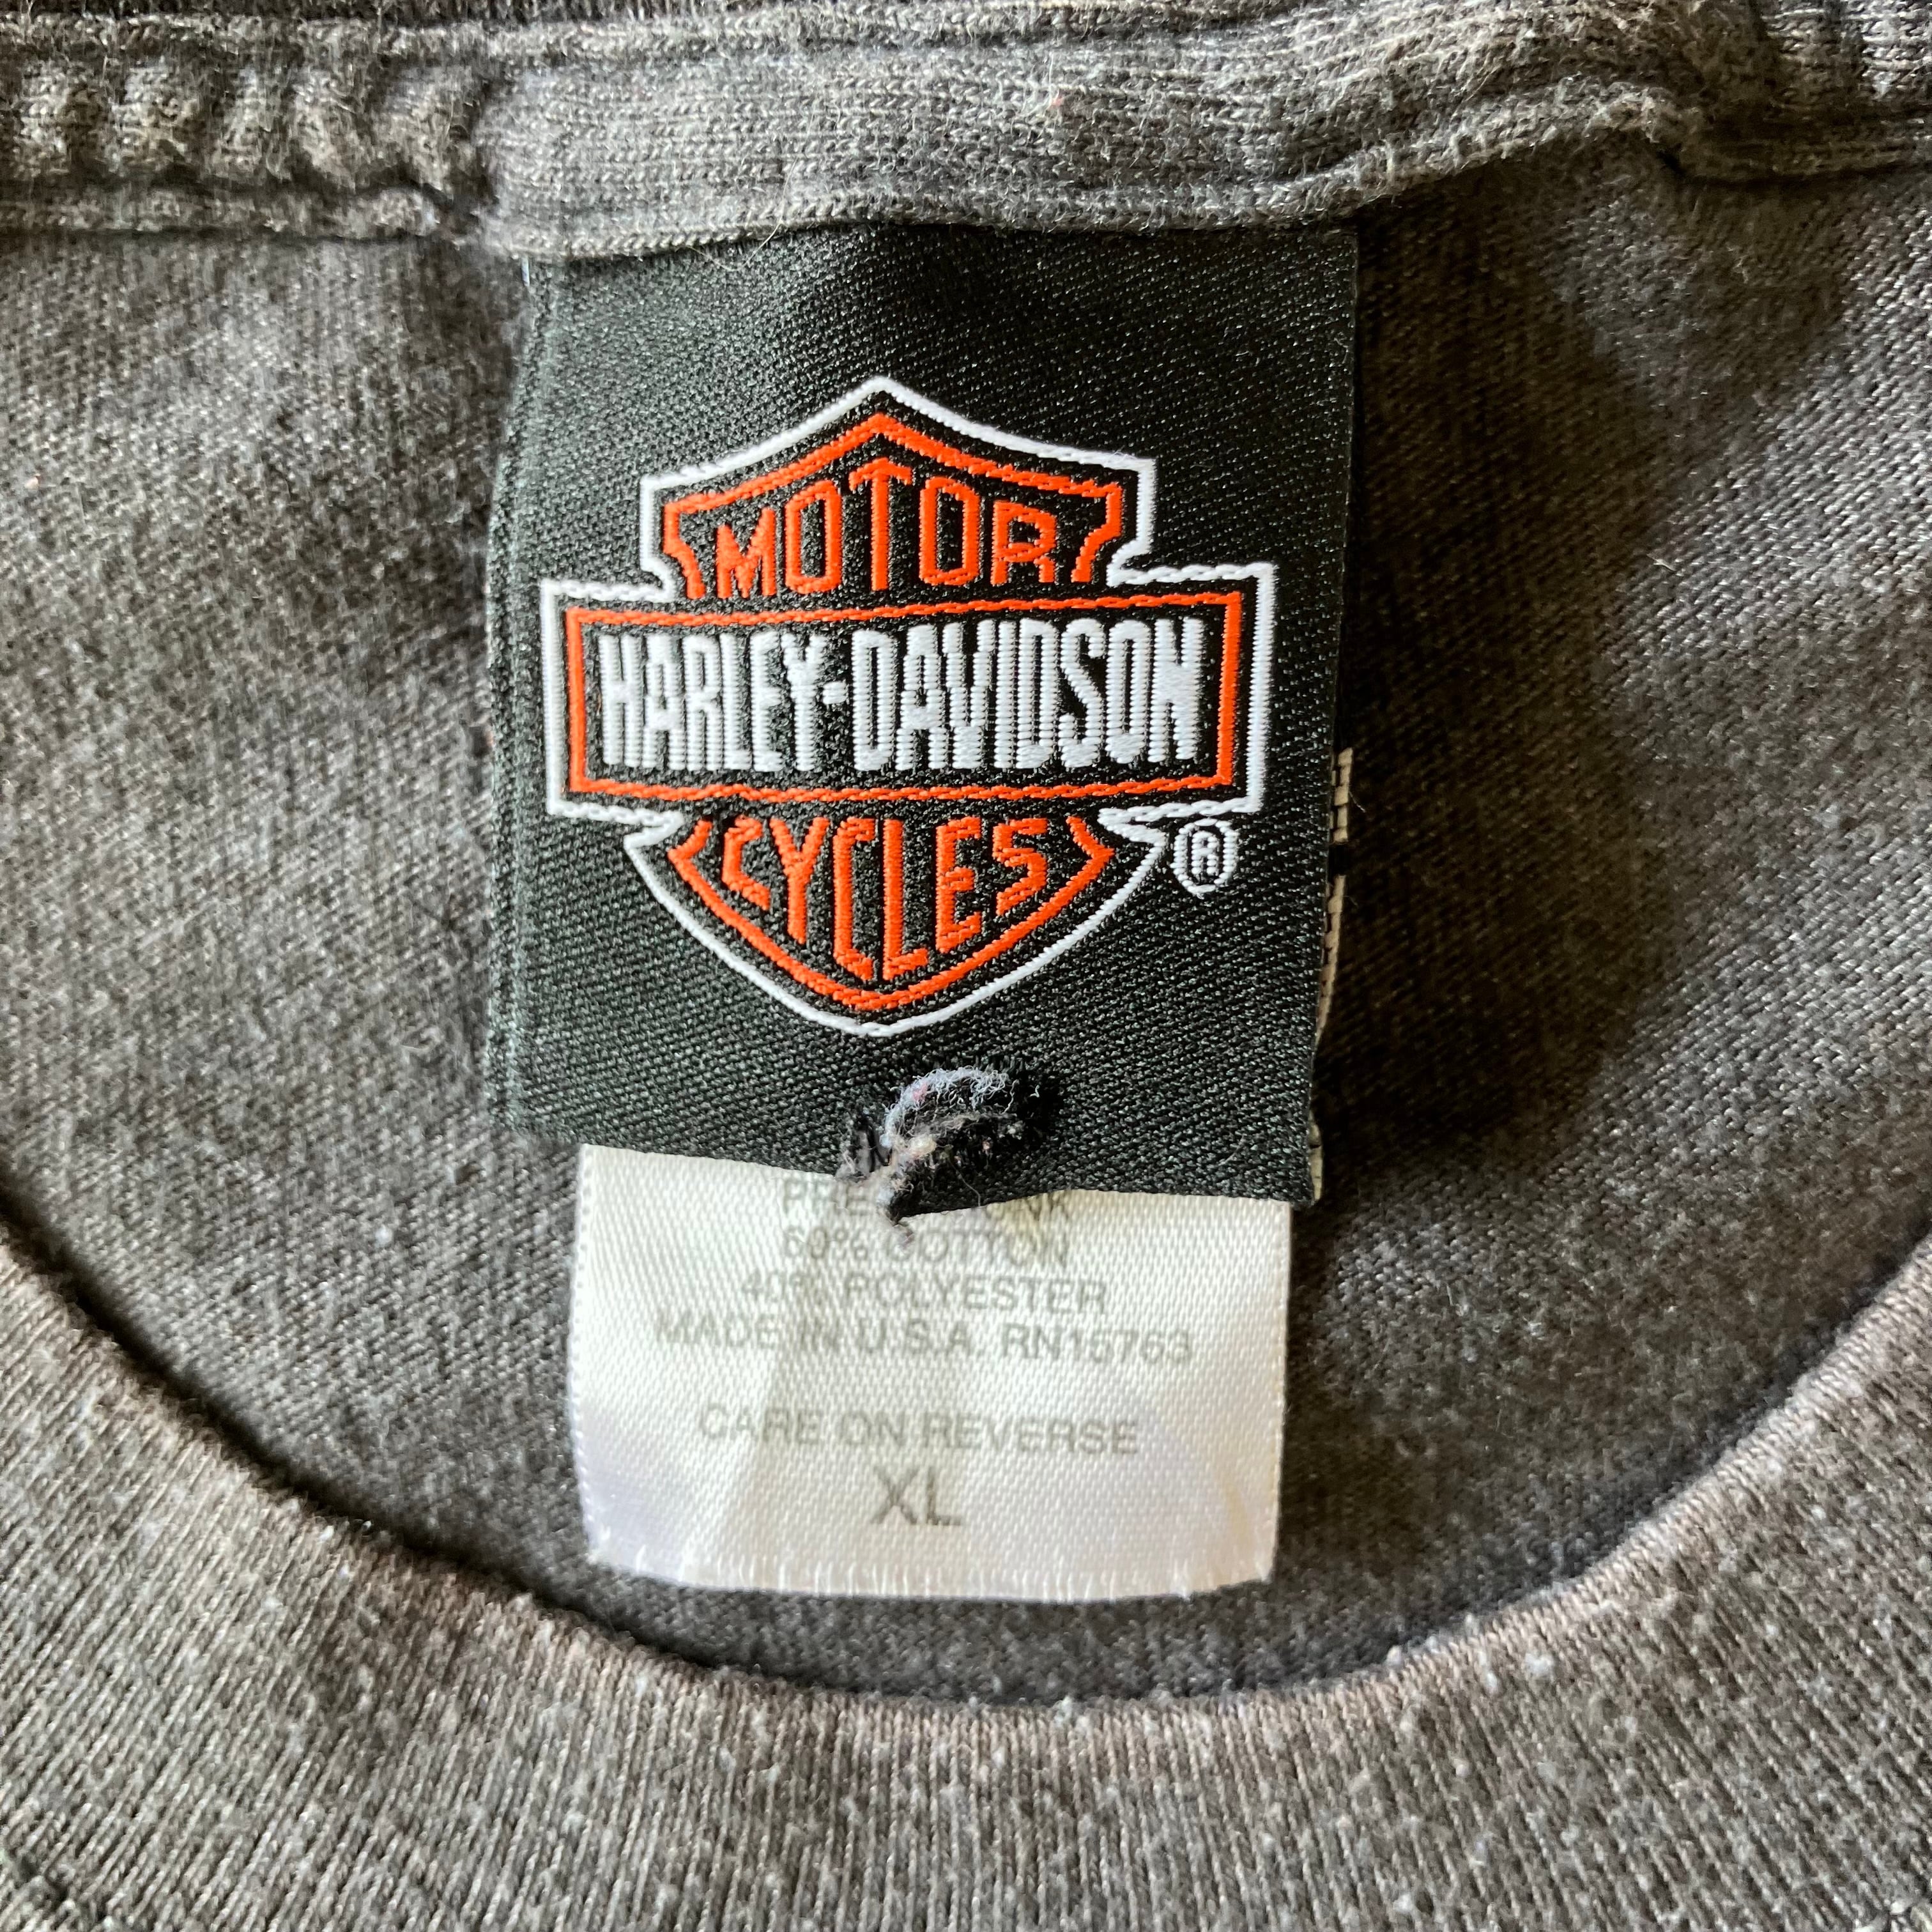 MOTOR
HARLEY-DAVIDSON
CYCLES
®
60% COTTON
40% POLYESTER
MADE IN U.S.A. RN15763
CARE ON REVERSE
XL